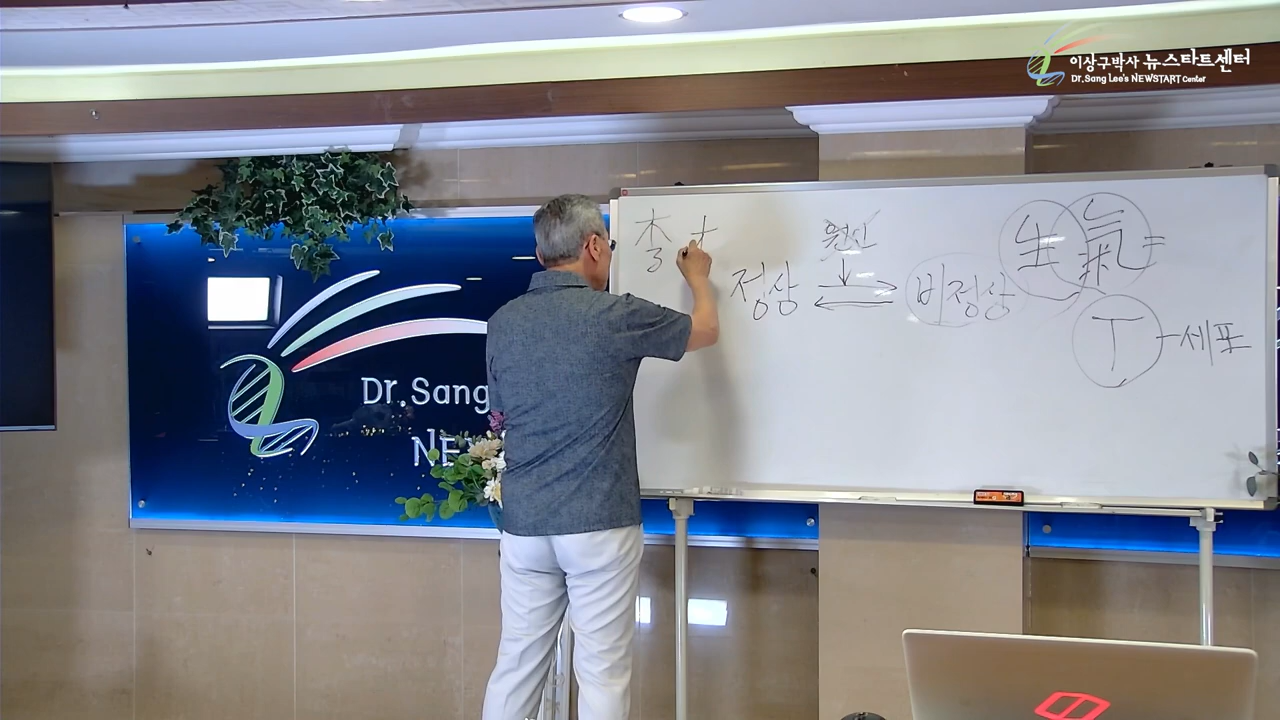 이상구박사 뉴스타트센터
Dr. Sang Lee's NEWSTART Center
Dr. Sang
원인
정상 비정상
生氣=
T-세포